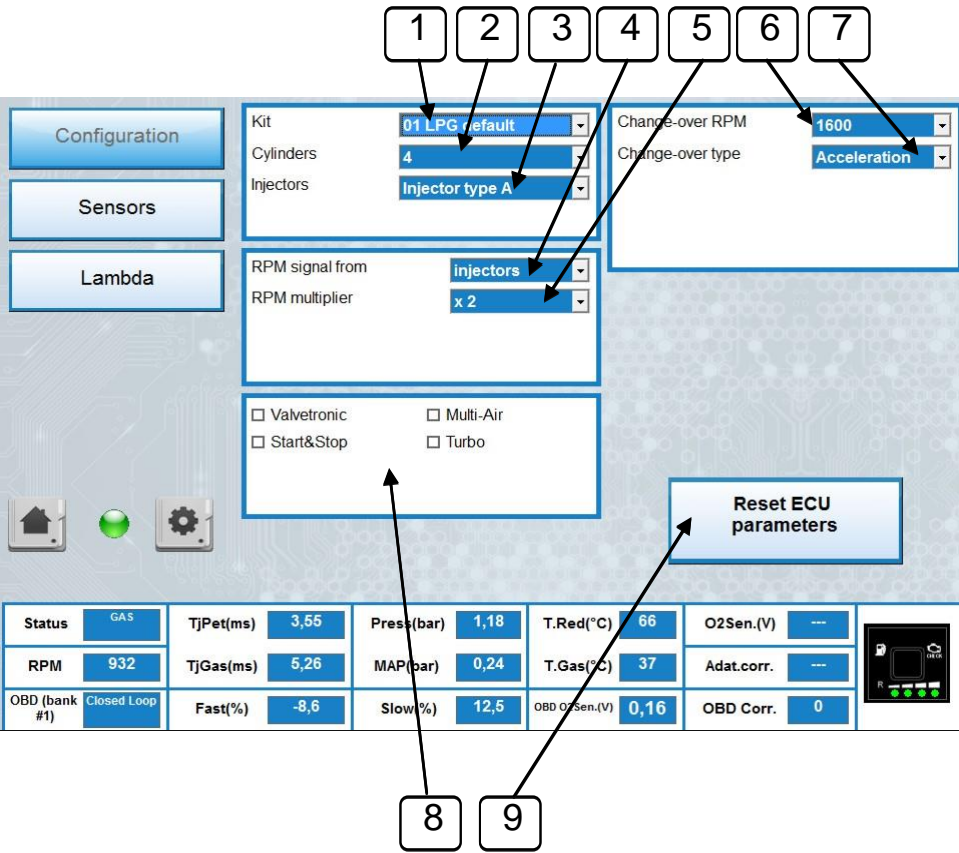 1 2 3 4 5 6 7
Configuration
Sensors
Lambda
Kit 01 LPG default
Cylinders 4
Injectors Injector type A
Change-over RPM 1600
Change-over type Acceleration
RPM signal from injectors
RPM multiplier x 2
Valvetronic Multi-Air
Start&Stop Turbo
Reset ECU
parameters
Status GAS TjPet(ms) 3,55 Press(bar) 1,18 T.Red(°C) 66 O2Sen.(V) ---
RPM 932 TjGas(ms) 5,26 MAP(bar) 0,24 T.Gas(°C) 37 Adat.corr. ---
OBD (bank #1) Closed Loop Fast(%) -8,6 Slow(%) 12,5 OBD O2Sen.(V) 0,16 OBD Corr. 0
CHECK
R
8 9